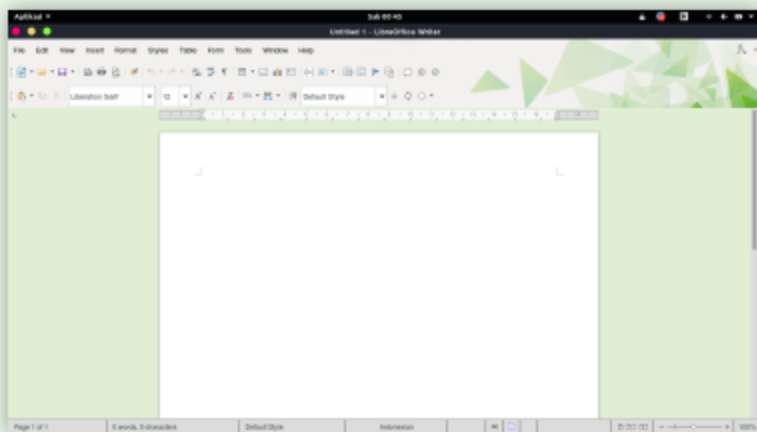 Aplikasi Sab 00:45
Untitled 1 - LibreOffice Writer
File Edit View Insert Format Styles Table Form Tools Window Help
Liberation Serif 12 Default Style
Page 1 of 1 0 words, 0 characters Default Style Indonesian 100%